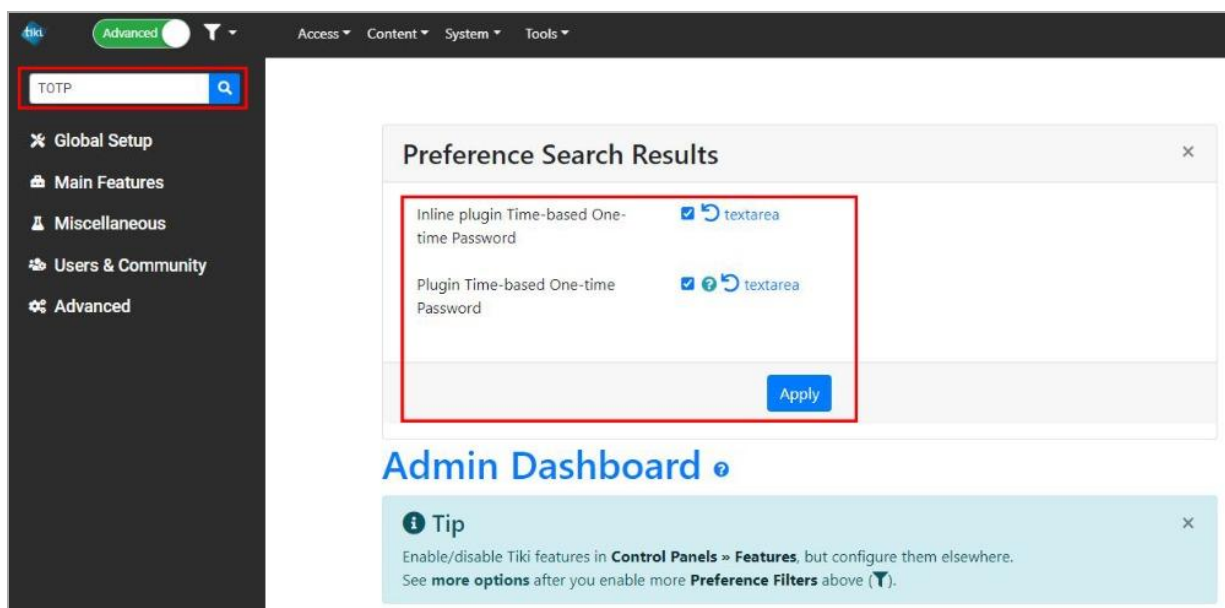 tiki
Advanced
Access Content System Tools
TOTP
Global Setup
Main Features
Miscellaneous
Users & Community
Advanced
Preference Search Results
Inline plugin Time-based One-
time Password
textarea
Plugin Time-based One-time
Password
textarea
Apply
Admin Dashboard
Tip
Enable/disable Tiki features in Control Panels » Features, but configure them elsewhere.
See more options after you enable more Preference Filters above ( ).